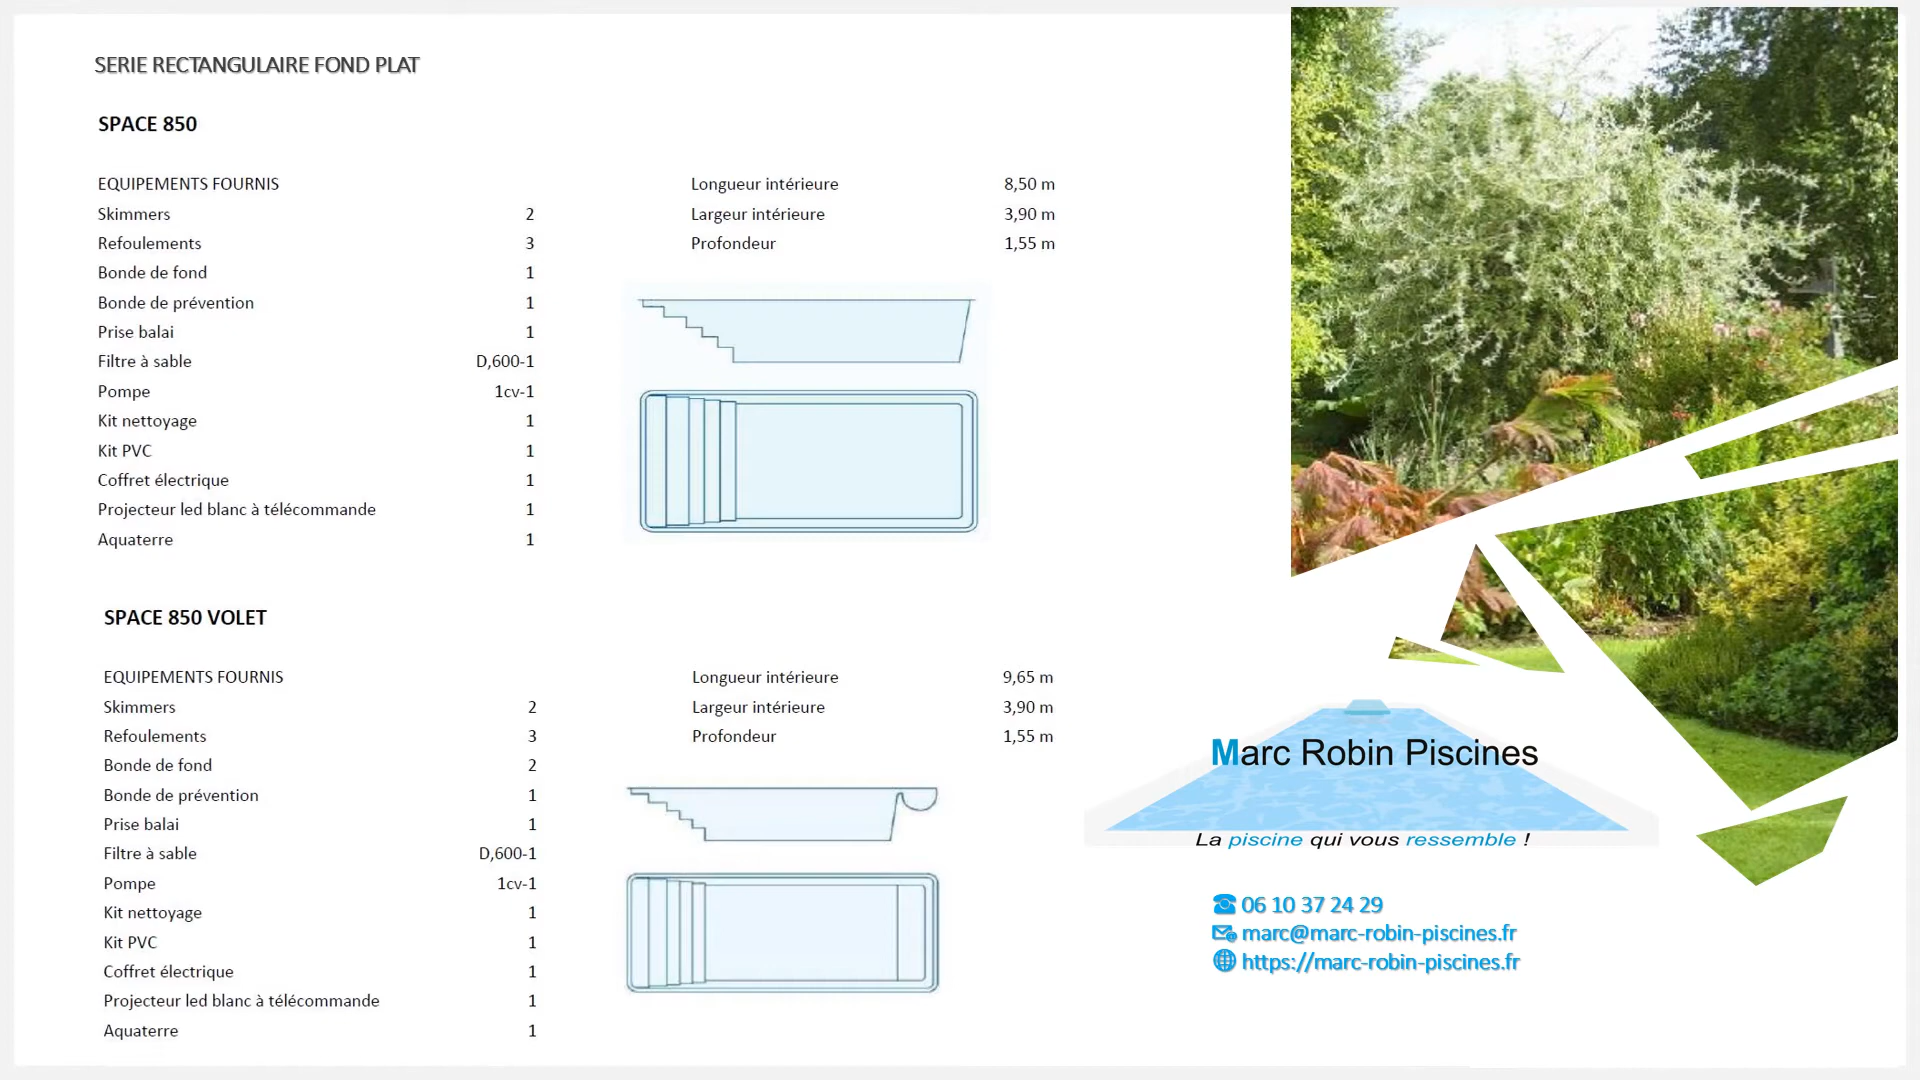 SERIE RECTANGULAIRE FOND PLAT
SPACE 850
EQUIPEMENTS FOURNIS
Skimmers 2
Refoulements 3
Bonde de fond 1
Bonde de prévention 1
Prise balai 1
Filtre à sable D,600-1
Pompe 1cv-1
Kit nettoyage 1
Kit PVC 1
Coffret électrique 1
Projecteur led blanc à télécommande 1
Aquaterre 1
Longueur intérieure 8,50 m
Largeur intérieure 3,90 m
Profondeur 1,55 m
SPACE 850 VOLET
EQUIPEMENTS FOURNIS
Skimmers 2
Refoulements 3
Bonde de fond 2
Bonde de prévention 1
Prise balai 1
Filtre à sable D,600-1
Pompe 1cv-1
Kit nettoyage 1
Kit PVC 1
Coffret électrique 1
Projecteur led blanc à télécommande 1
Aquaterre 1
Longueur intérieure 9,65 m
Largeur intérieure 3,90 m
Profondeur 1,55 m
Marc Robin Piscines
La piscine qui vous ressemble !
06 10 37 24 29
marc@marc-robin-piscines.fr
https://marc-robin-piscines.fr